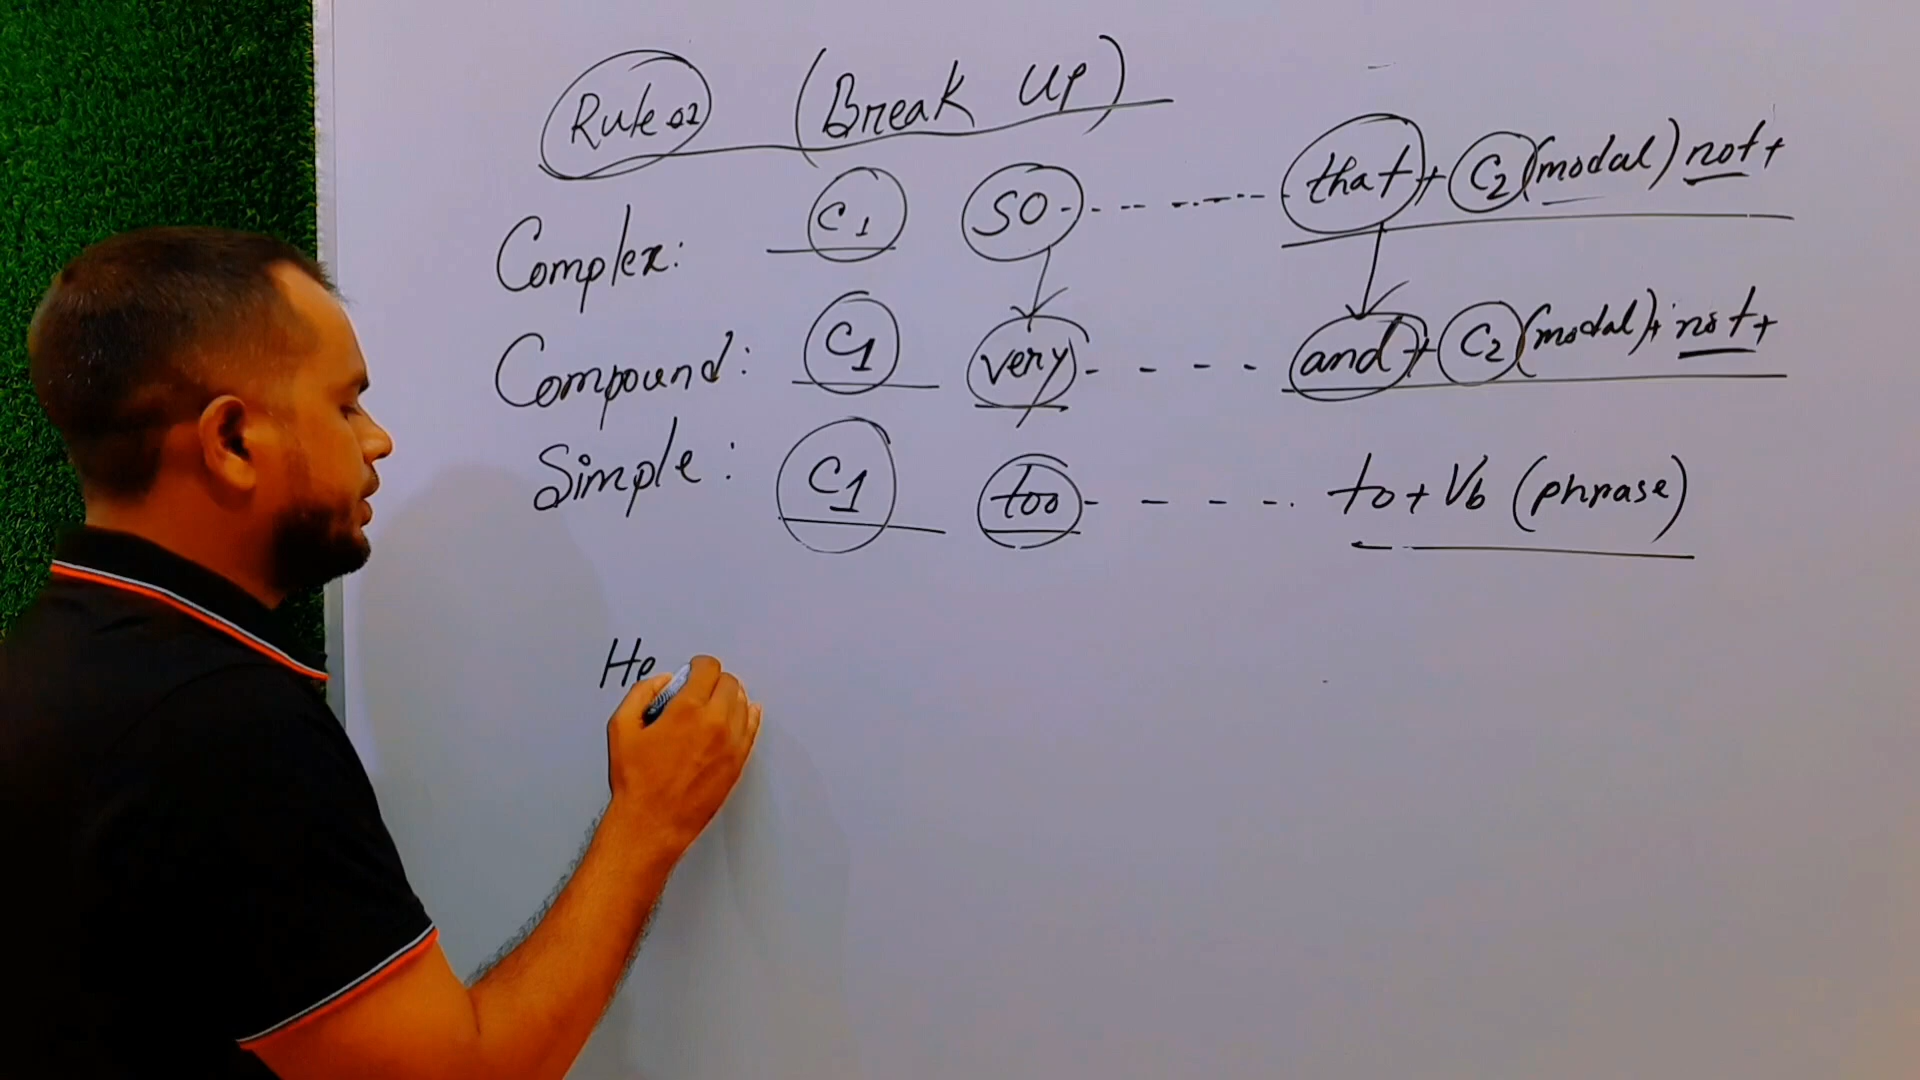 Rule 02 (Break Up)
Complex: C1 SO - - - - - - - that + C2 (modal) not +
Compound: C1 very - - - - and + C2 (modal) + not +
Simple: C1 too - - - - - to + Vb (phrase)
He